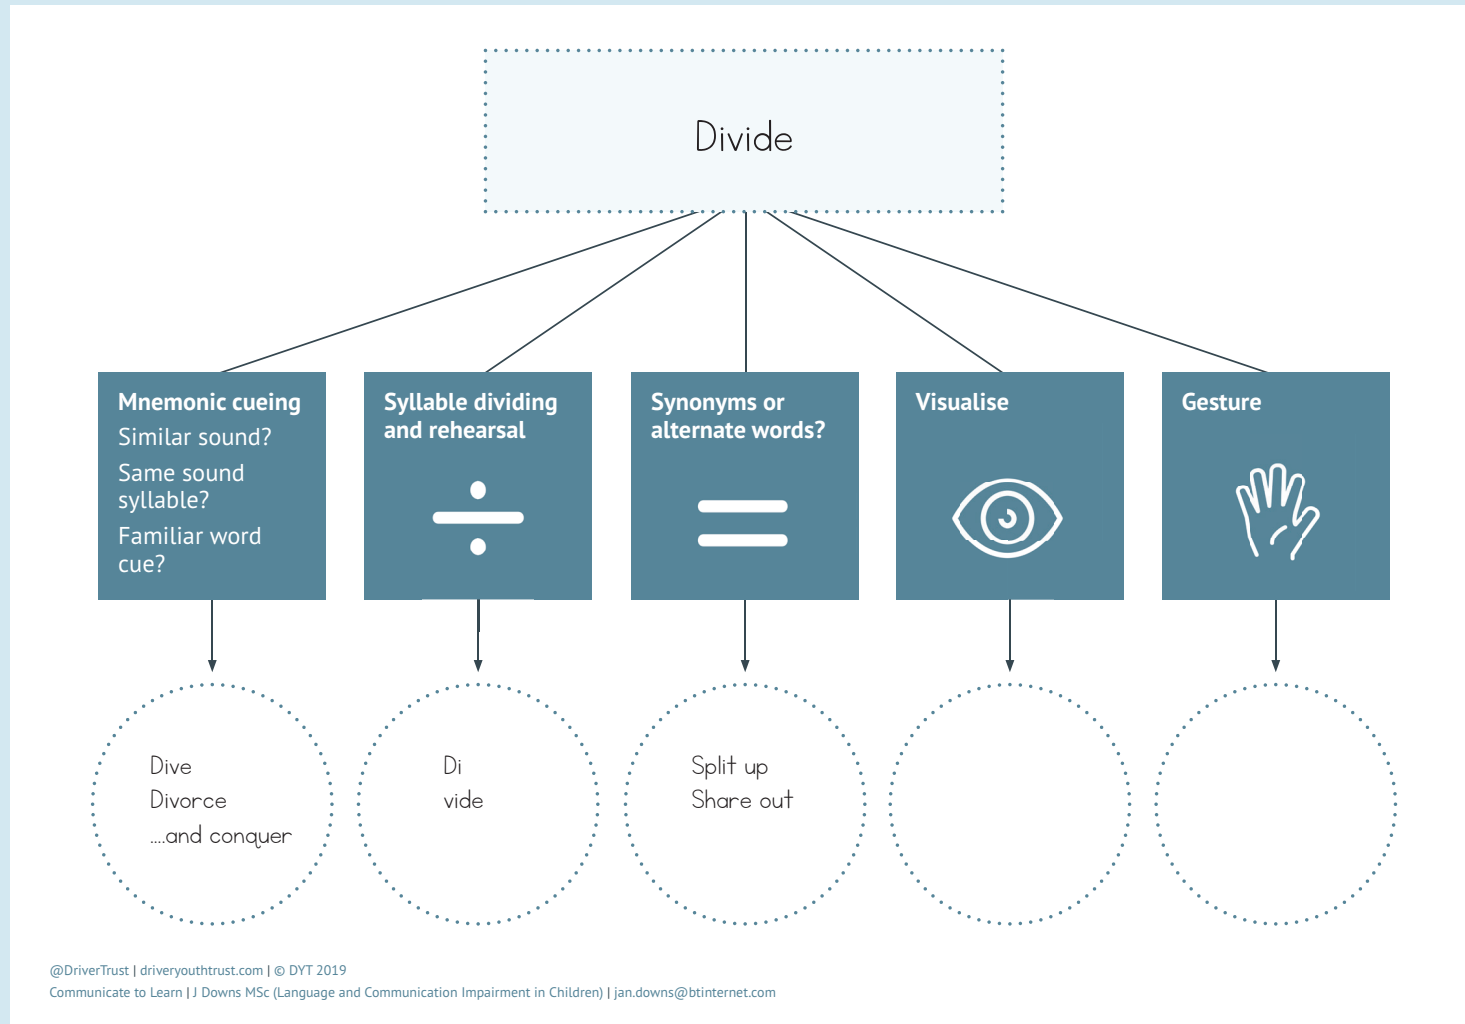 Divide
Mnemonic cueing
Similar sound?
Same sound
syllable?
Familiar word
cue?
Syllable dividing
and rehearsal
Synonyms or
alternate words?
Visualise
Gesture
Dive
Divorce
....and conquer
Di
vide
Split up
Share out
@DriverTrust | driveryouthtrust.com | © DYT 2019
Communicate to Learn | J Downs MSc (Language and Communication Impairment in Children) | jan.downs@btinternet.com